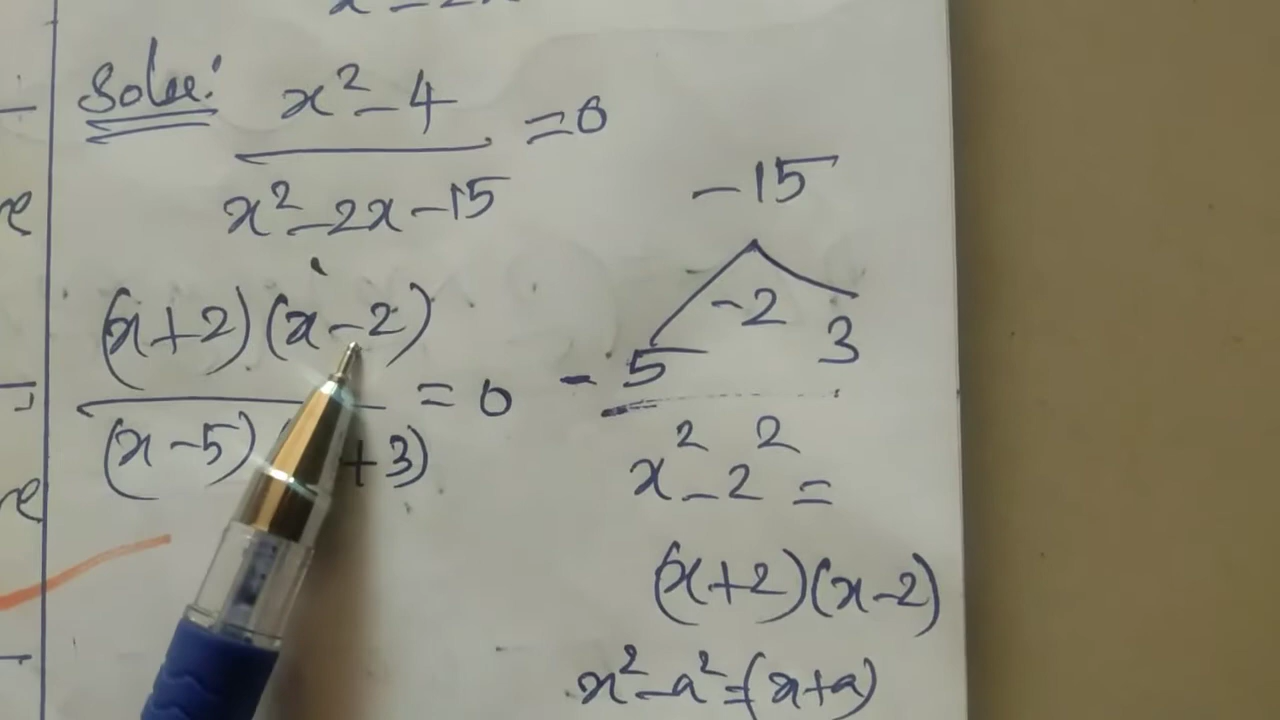 Solve: x² - 4 / x² - 2x - 15 = 0
(x+2)(x-2) / (x-5) +3) = 0
-15
-2
-5 3
x² - 2² =
(x+2)(x-2)
x² - a² = (x+a)